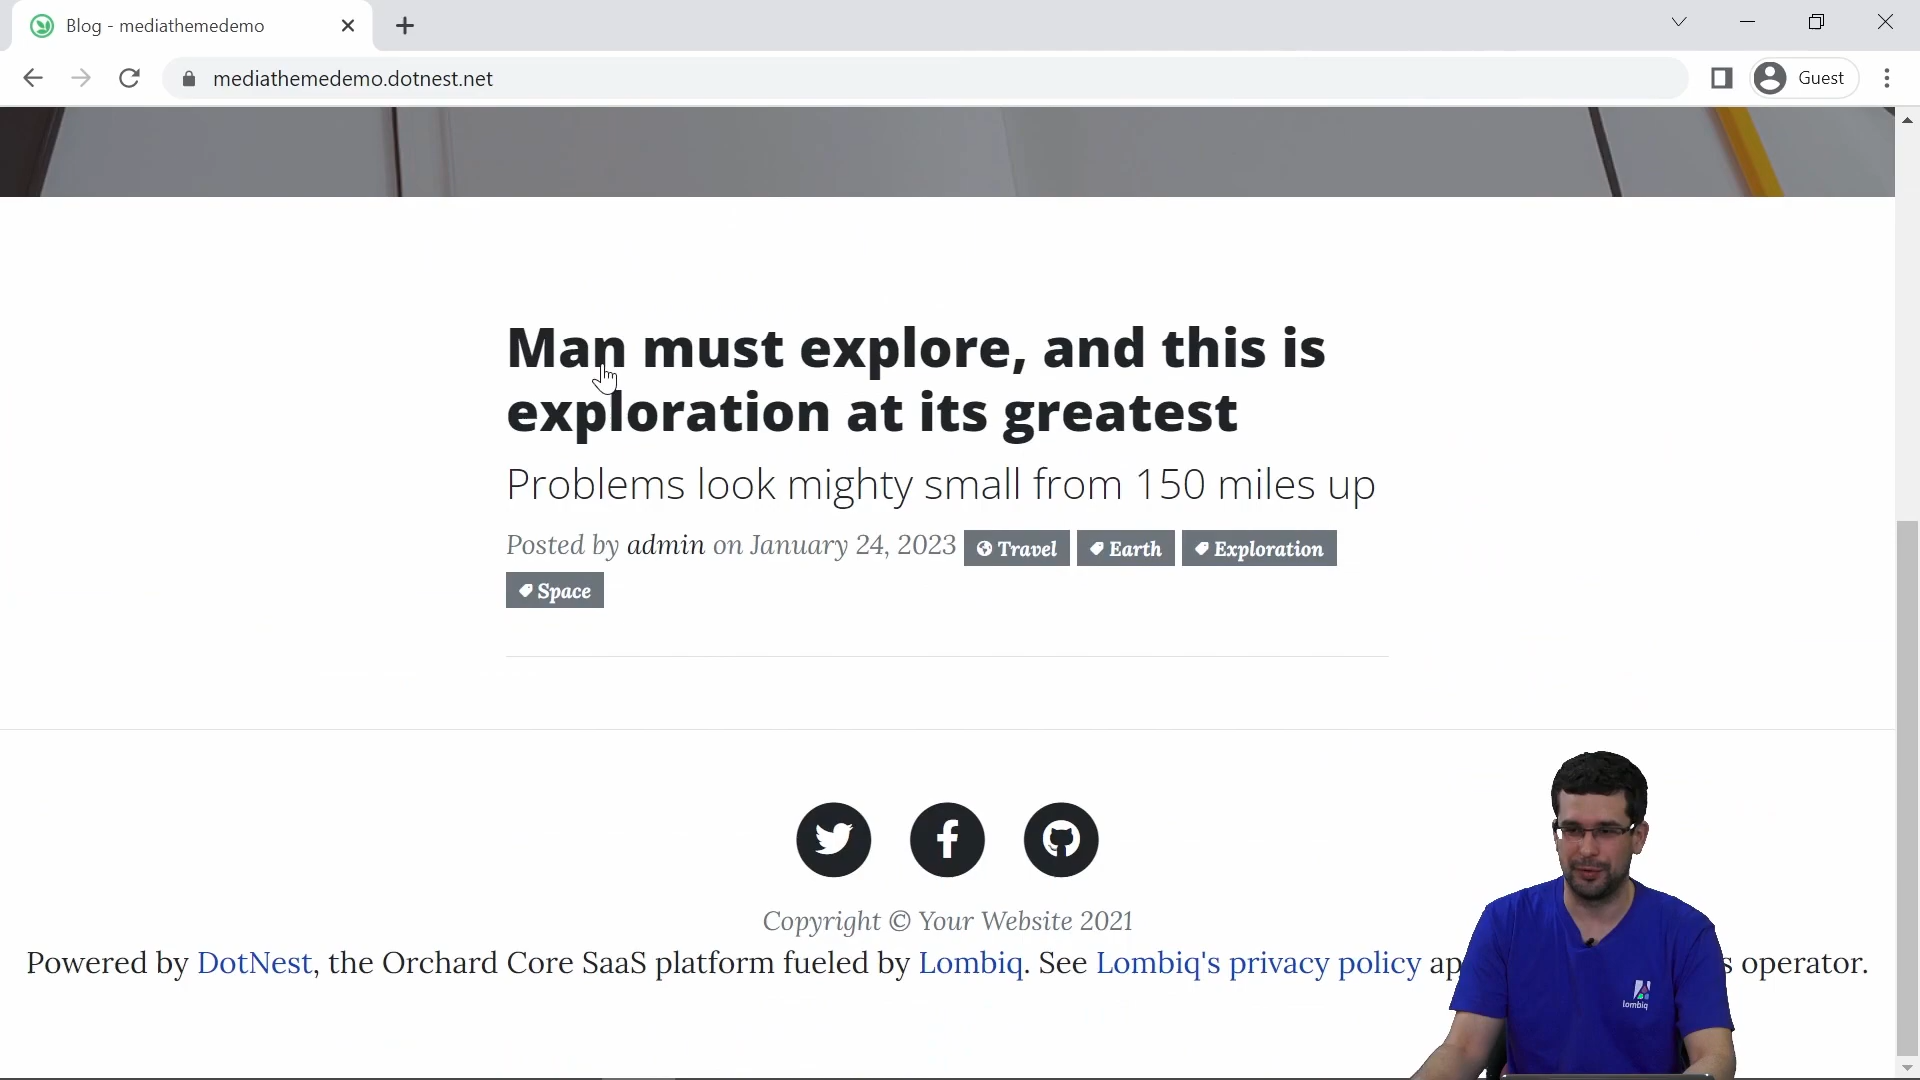 Blog - mediathemedemo
mediathemedemo.dotnest.net
Guest
Man must explore, and this is
exploration at its greatest
Problems look mighty small from 150 miles up
Posted by admin on January 24, 2023 Travel Earth Exploration
Space
Copyright © Your Website 2021
Powered by DotNest, the Orchard Core SaaS platform fueled by Lombiq. See Lombiq's privacy policy ap s operator.
lombiq